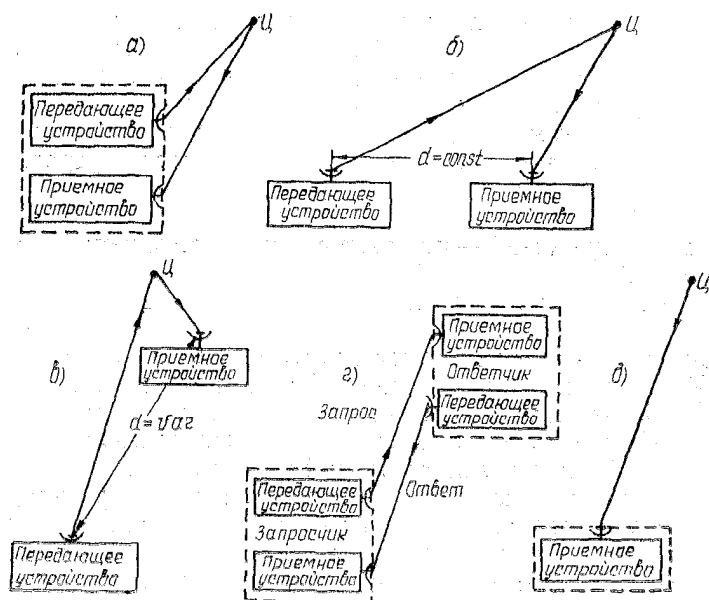 а)
Ц
Передающее
устройство
Приемное
устройство
б)
Ц
d=const
Передающее
устройство
Приемное
устройство
в)
Ц
Приемное
устройство
d=var
Передающее
устройство
г)
Приемное
устройство
Ответчик
Передающее
устройство
Запрос
Передающее
устройство
Запросчик
Приемное
устройство
Ответ
д)
Ц
Приемное
устройство